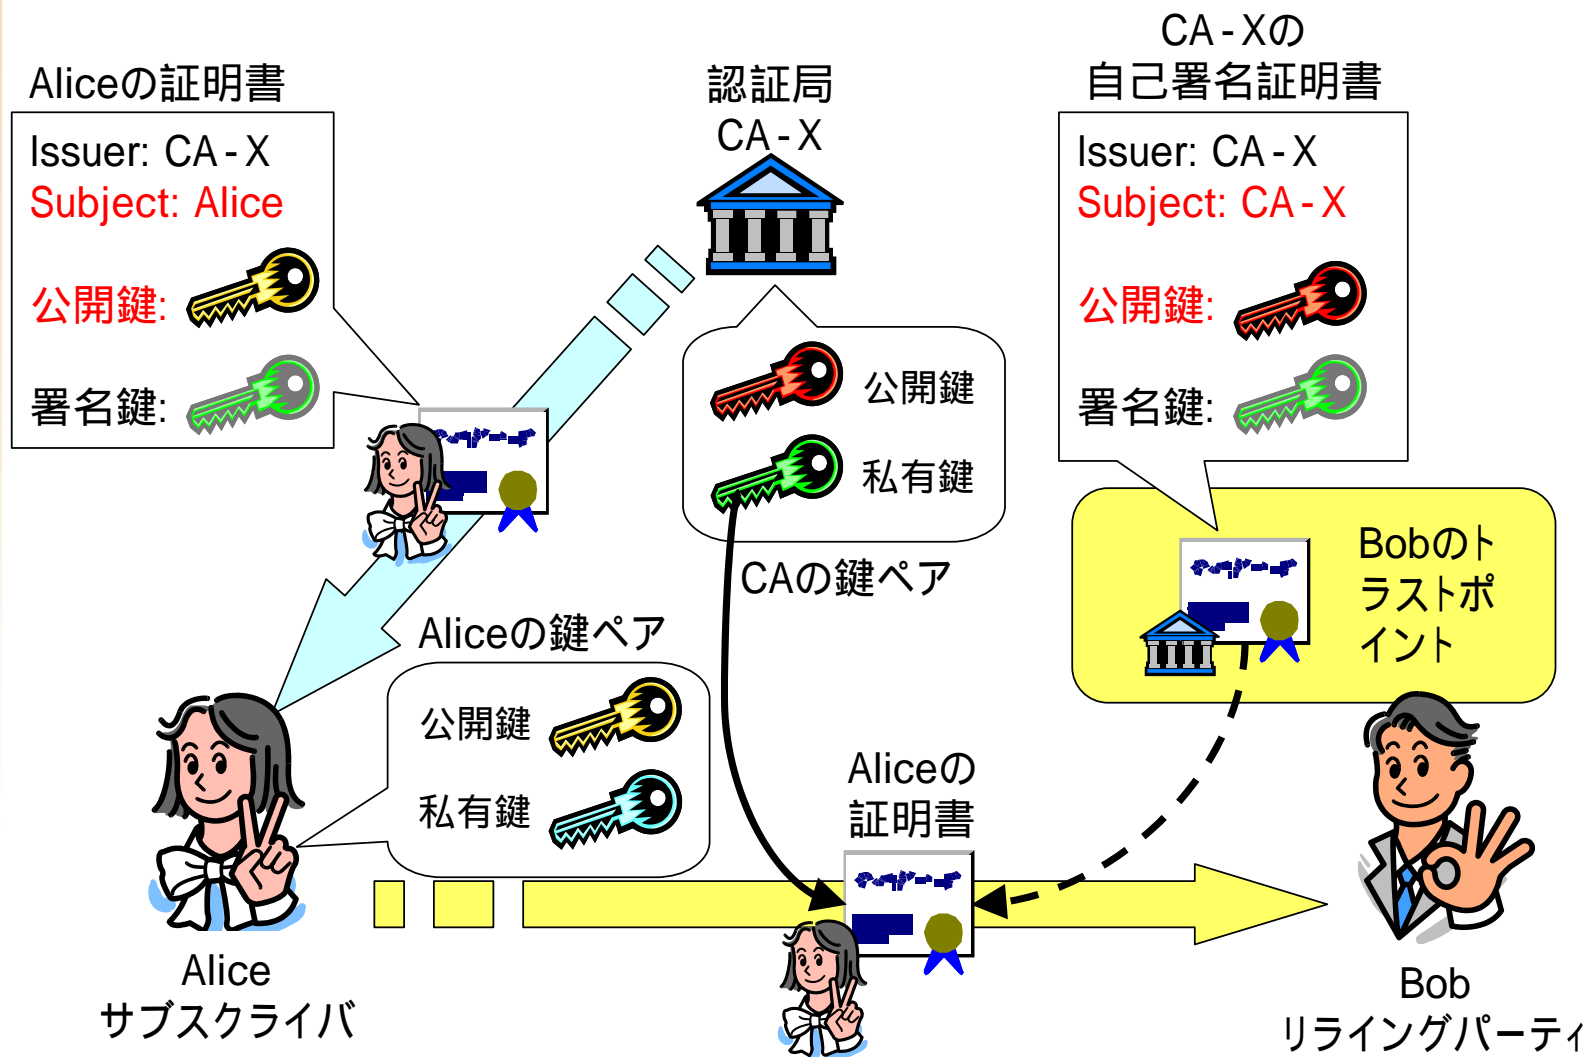 Aliceの証明書
Issuer: CA-X
Subject: Alice
公開鍵:
署名鍵:
認証局
CA-X
公開鍵
私有鍵
CAの鍵ペア
CA-Xの
自己署名証明書
Issuer: CA-X
Subject: CA-X
公開鍵:
署名鍵:
Bobのト
ラストポ
イント
Aliceの鍵ペア
公開鍵
私有鍵
Aliceの
証明書
Alice
サブスクライバ
Bob
リライングパーティ